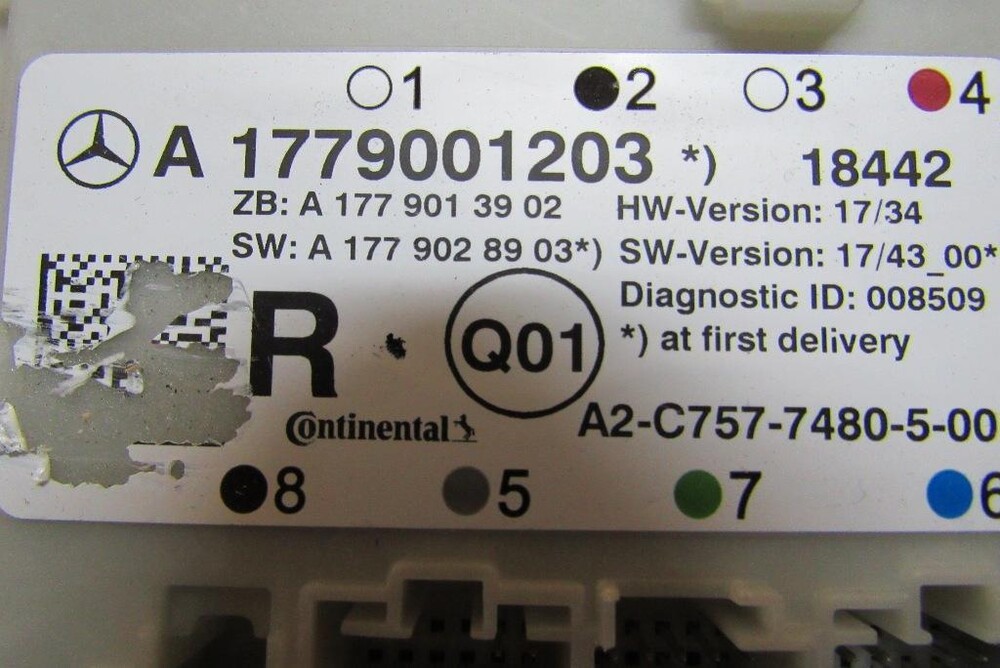 1 2 3 4
A 1779001203 *) 18442
ZB: A 177 901 39 02 HW-Version: 17/34
SW: A 177 902 89 03*) SW-Version: 17/43_00*
Diagnostic ID: 008509
R Q01 *) at first delivery
Continental A2-C757-7480-5-00
8 5 7 6